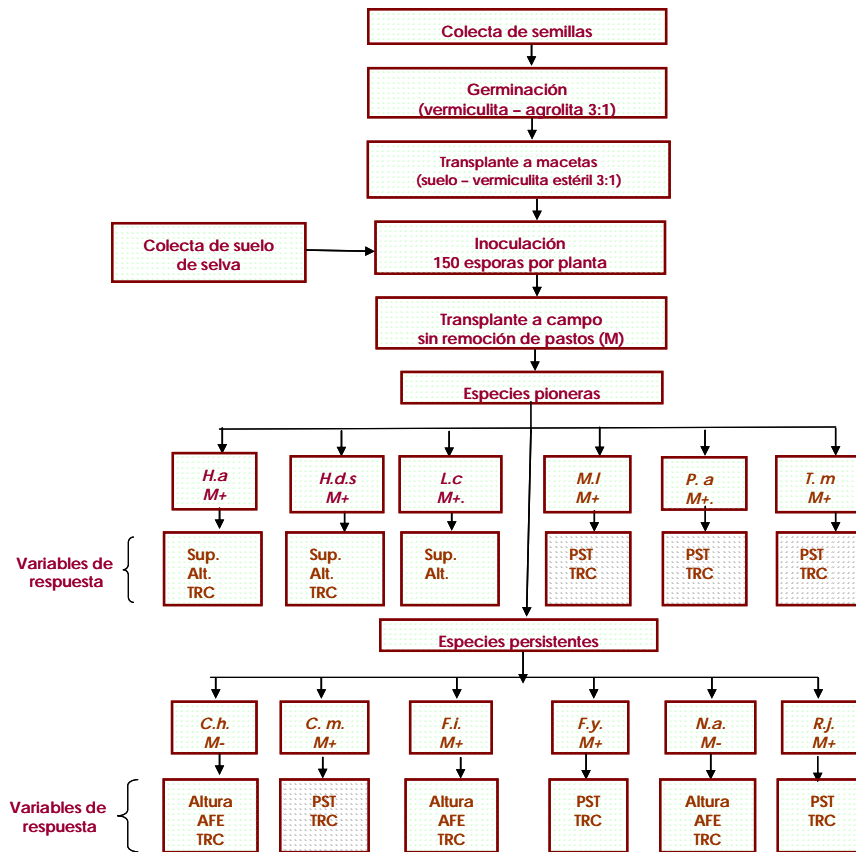 Colecta de semillas
Germinación
(vermiculita – agrolita 3:1)
Transplante a macetas
(suelo – vermiculita estéril 3:1)
Colecta de suelo
de selva
Inoculación
150 esporas por planta
Transplante a campo
sin remoción de pastos (M)
Especies pioneras
H.a
M+
H.d.s
M+
L.c
M+.
M.l
M+
P. a
M+.
T. m
M+
Variables de
respuesta
Sup.
Alt.
TRC
Sup.
Alt.
TRC
Sup.
Alt.
PST
TRC
PST
TRC
PST
TRC
Especies persistentes
C.h.
M-
C. m.
M+
F.i.
M+
F.y.
M+
N.a.
M-
R.j.
M+
Variables de
respuesta
Altura
AFE
TRC
PST
TRC
Altura
AFE
TRC
PST
TRC
Altura
AFE
TRC
PST
TRC